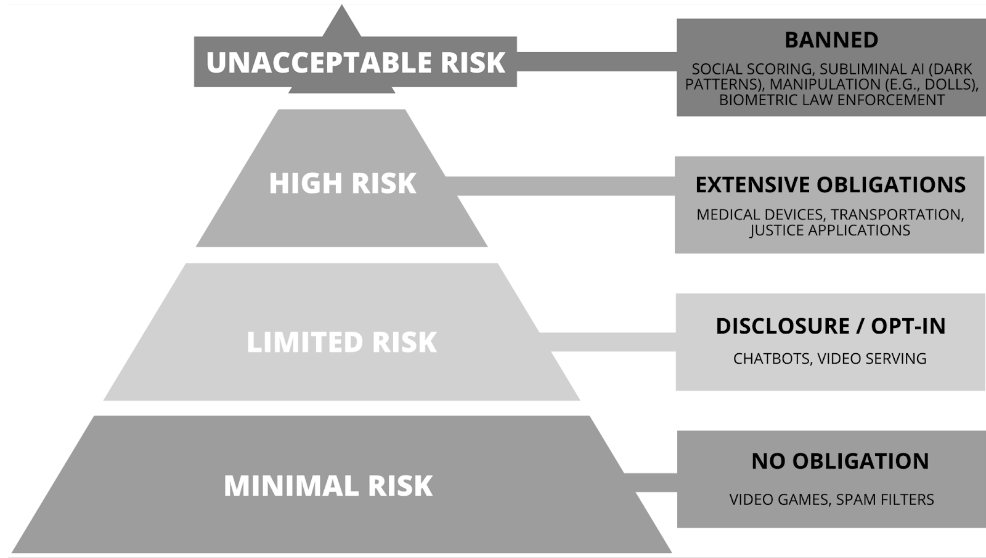 UNACCEPTABLE RISK
BANNED
SOCIAL SCORING, SUBLIMINAL AI (DARK
PATTERNS), MANIPULATION (E.G., DOLLS),
BIOMETRIC LAW ENFORCEMENT
HIGH RISK
EXTENSIVE OBLIGATIONS
MEDICAL DEVICES, TRANSPORTATION,
JUSTICE APPLICATIONS
LIMITED RISK
DISCLOSURE / OPT-IN
CHATBOTS, VIDEO SERVING
MINIMAL RISK
NO OBLIGATION
VIDEO GAMES, SPAM FILTERS